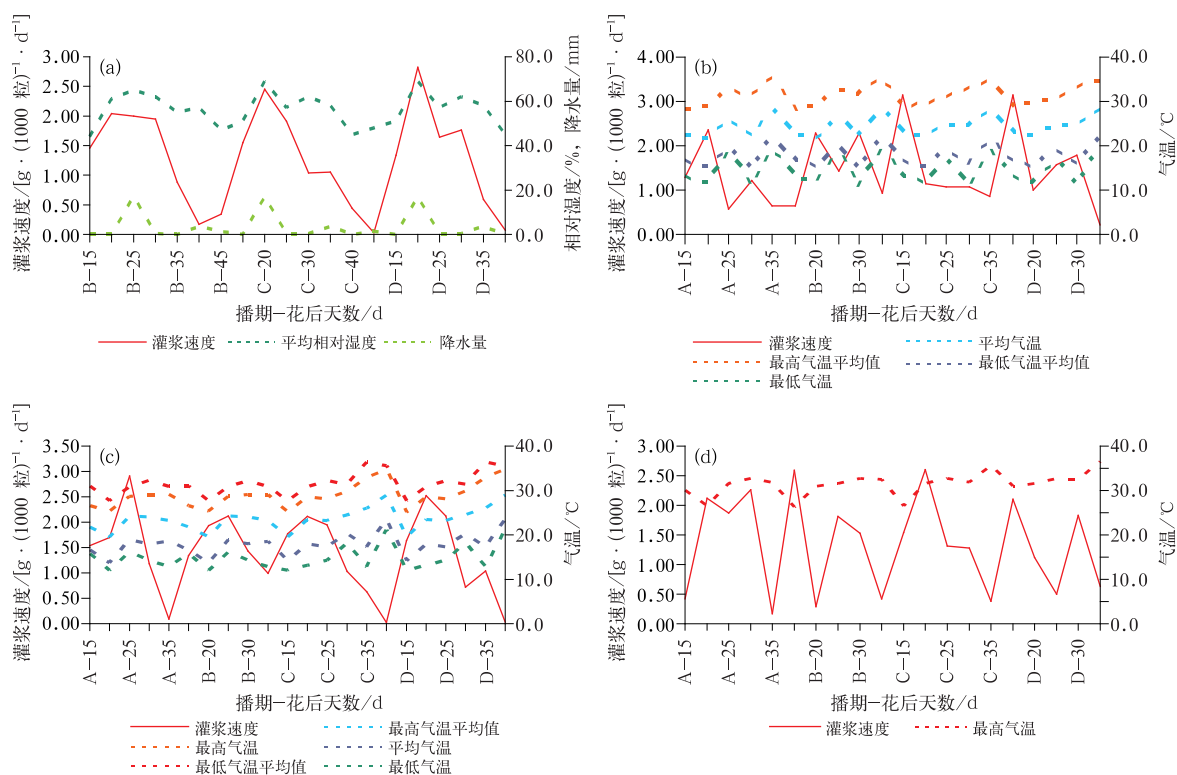 (a)
灌浆速度/[g · (1000 粒)⁻¹ · d⁻¹]
3.00
2.50
2.00
1.50
1.00
0.50
0.00
80.0
60.0
40.0
20.0
0.0
相对湿度/%, 降水量/mm
B—15
B—25
B—35
B—45
C—20
C—30
C—40
D—15
D—25
D—35
播期—花后天数/d
灌浆速度 平均相对湿度 降水量
(b)
灌浆速度/[g · (1000 粒)⁻¹ · d⁻¹]
4.00
3.00
2.00
1.00
0.00
40.0
30.0
20.0
10.0
0.0
气温/℃
A—15
A—25
A—35
B—20
B—30
C—15
C—25
C—35
D—20
D—30
播期—花后天数/d
灌浆速度 平均气温
最高气温平均值 最低气温平均值
最低气温
(c)
灌浆速度/[g · (1000 粒)⁻¹ · d⁻¹]
3.50
3.00
2.50
2.00
1.50
1.00
0.50
0.00
40.0
30.0
20.0
10.0
0.0
气温/℃
A—15
A—25
A—35
B—20
B—30
C—15
C—25
C—35
D—15
D—25
D—35
播期—花后天数/d
灌浆速度 最高气温平均值
最高气温 平均气温
最低气温平均值 最低气温
(d)
灌浆速度/[g · (1000 粒)⁻¹ · d⁻¹]
3.00
2.50
2.00
1.50
1.00
0.50
0.00
40.0
30.0
20.0
10.0
0.0
气温/℃
A—15
A—25
A—35
B—20
B—30
C—15
C—25
C—35
D—20
D—30
播期—花后天数/d
灌浆速度 最高气温